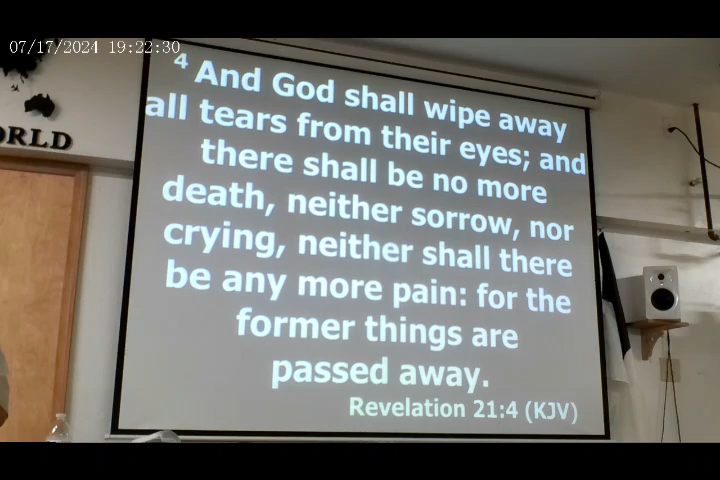 07/17/2024 19:22:30
ORLD
4 And God shall wipe away
all tears from their eyes; and
there shall be no more
death, neither sorrow, nor
crying, neither shall there
be any more pain: for the
former things are
passed away.
Revelation 21:4 (KJV)